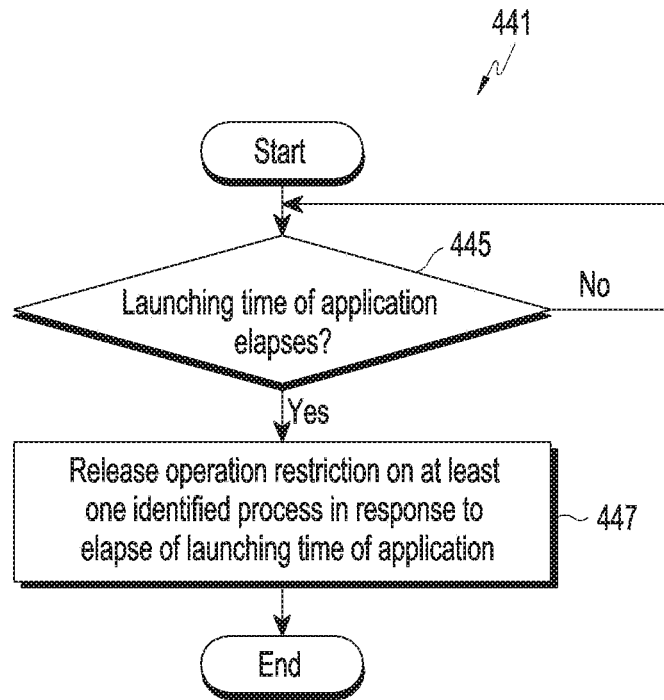 441
Start
445
Launching time of application
elapses?
No
Yes
Release operation restriction on at least
one identified process in response to
elapse of launching time of application
447
End